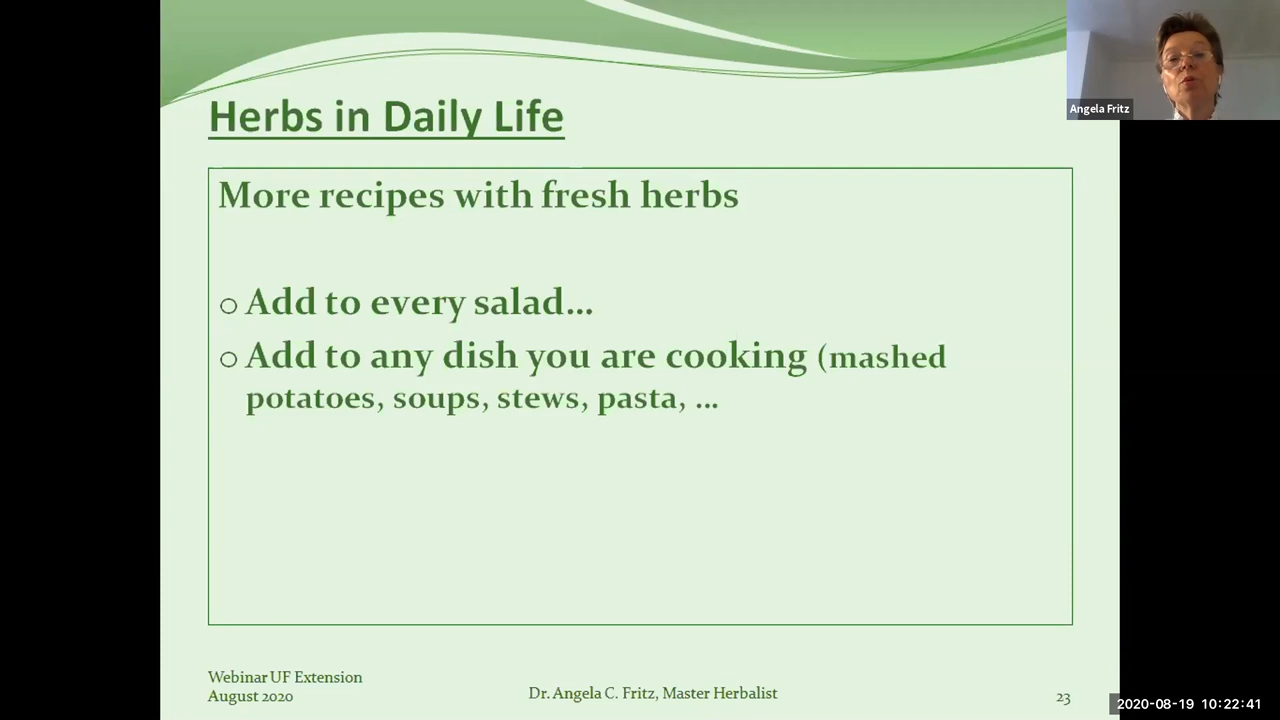 Herbs in Daily Life
Angela Fritz
More recipes with fresh herbs
Add to every salad...
Add to any dish you are cooking (mashed
potatoes, soups, stews, pasta, ...
Webinar UF Extension
August 2020
Dr. Angela C. Fritz, Master Herbalist
23
2020-08-19 10:22:41